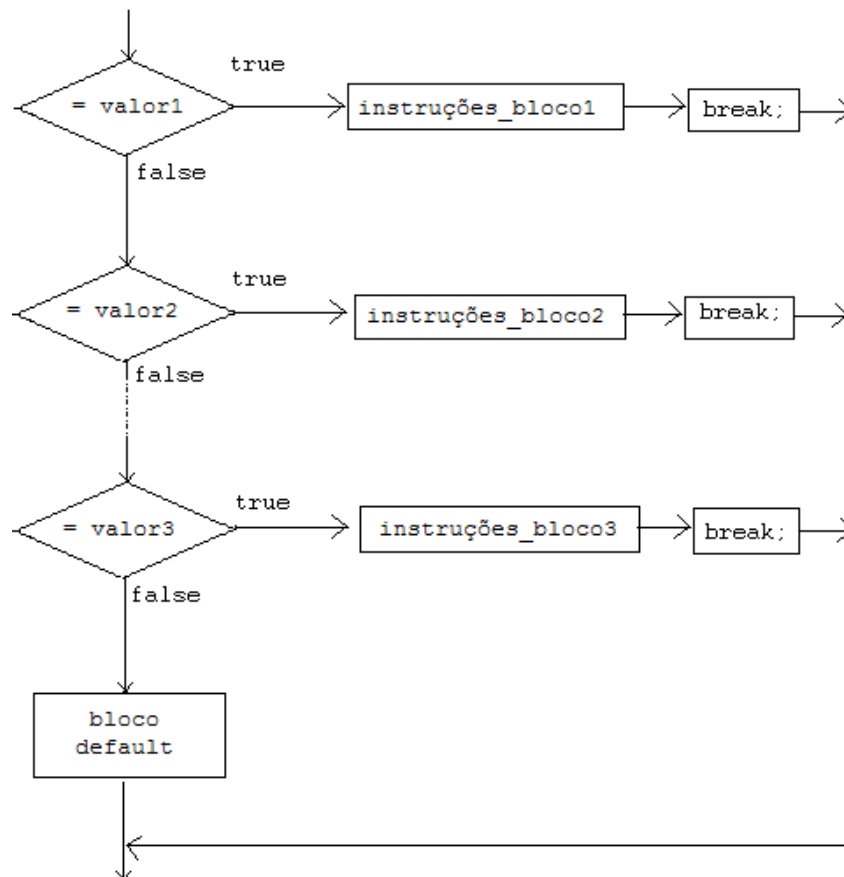 true
= valor1
instruções_bloco1
break;
false
true
= valor2
instruções_bloco2
break;
false
true
= valor3
instruções_bloco3
break;
false
bloco
default